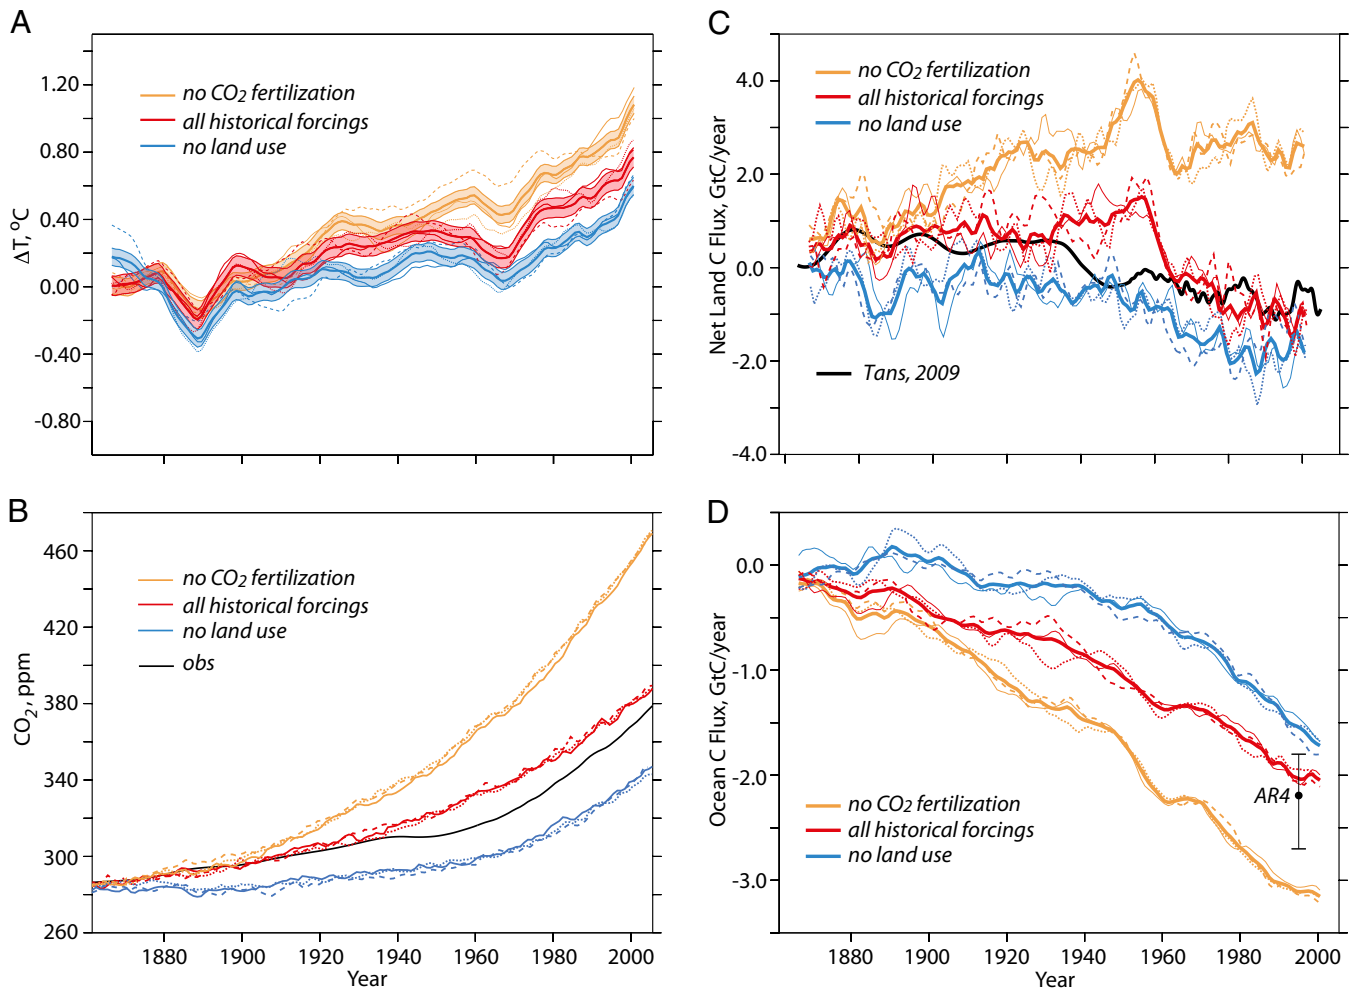 A
no CO2 fertilization
all historical forcings
no land use
1.20
0.80
0.40
0.00
-0.40
-0.80
ΔT, °C
B
no CO2 fertilization
all historical forcings
no land use
obs
460
420
380
340
300
260
CO2, ppm
1880 1900 1920 1940 1960 1980 2000
Year
C
no CO2 fertilization
all historical forcings
no land use
Tans, 2009
4.0
2.0
0.0
-2.0
-4.0
Net Land C Flux, GtC/year
D
no CO2 fertilization
all historical forcings
no land use
AR4
0.0
-1.0
-2.0
-3.0
Ocean C Flux, GtC/year
1880 1900 1920 1940 1960 1980 2000
Year